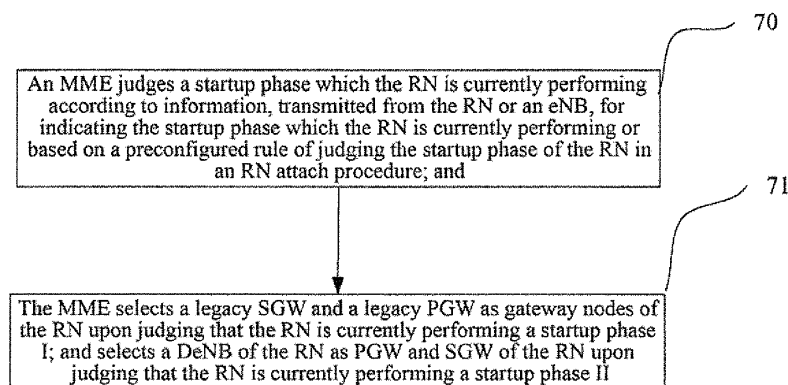 70
An MME judges a startup phase which the RN is currently performing
according to information, transmitted from the RN or an eNB, for
indicating the startup phase which the RN is currently performing or
based on a preconfigured rule of judging the startup phase of the RN in
an RN attach procedure; and
71
The MME selects a legacy SGW and a legacy PGW as gateway nodes of
the RN upon judging that the RN is currently performing a startup phase
I; and selects a DeNB of the RN as PGW and SGW of the RN upon
judging that the RN is currently performing a startup phase II